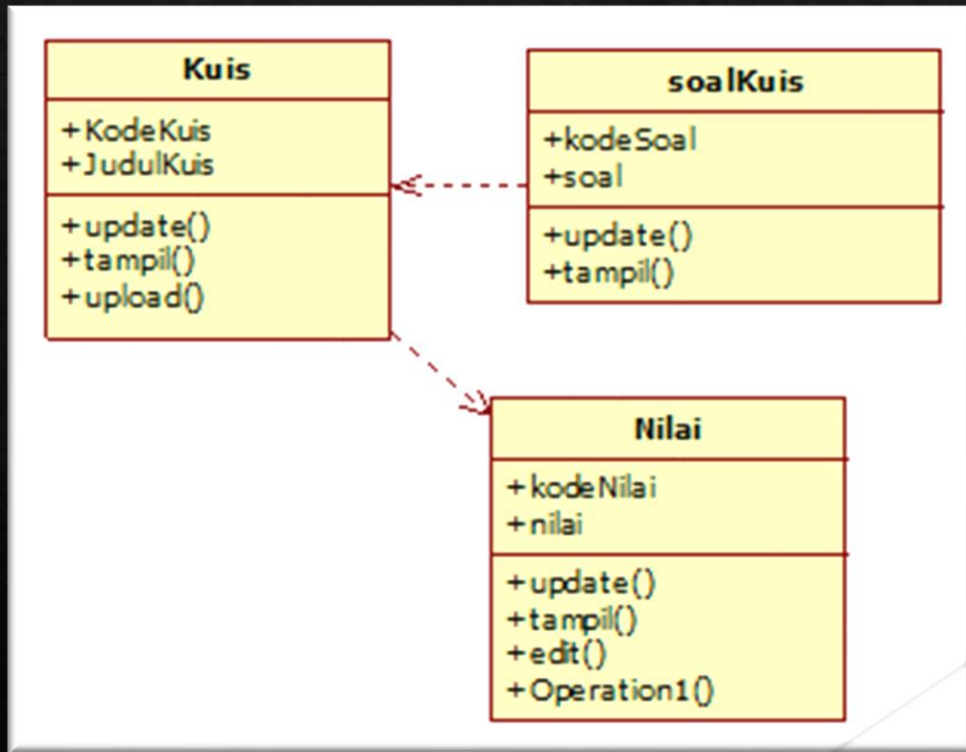 Kuis
+KodeKuis
+JudulKuis
+update()
+tampil()
+upload()
soalKuis
+kodeSoal
+soal
+update()
+tampil()
Nilai
+kodeNilai
+nilai
+update()
+tampil()
+edit()
+Operation1()